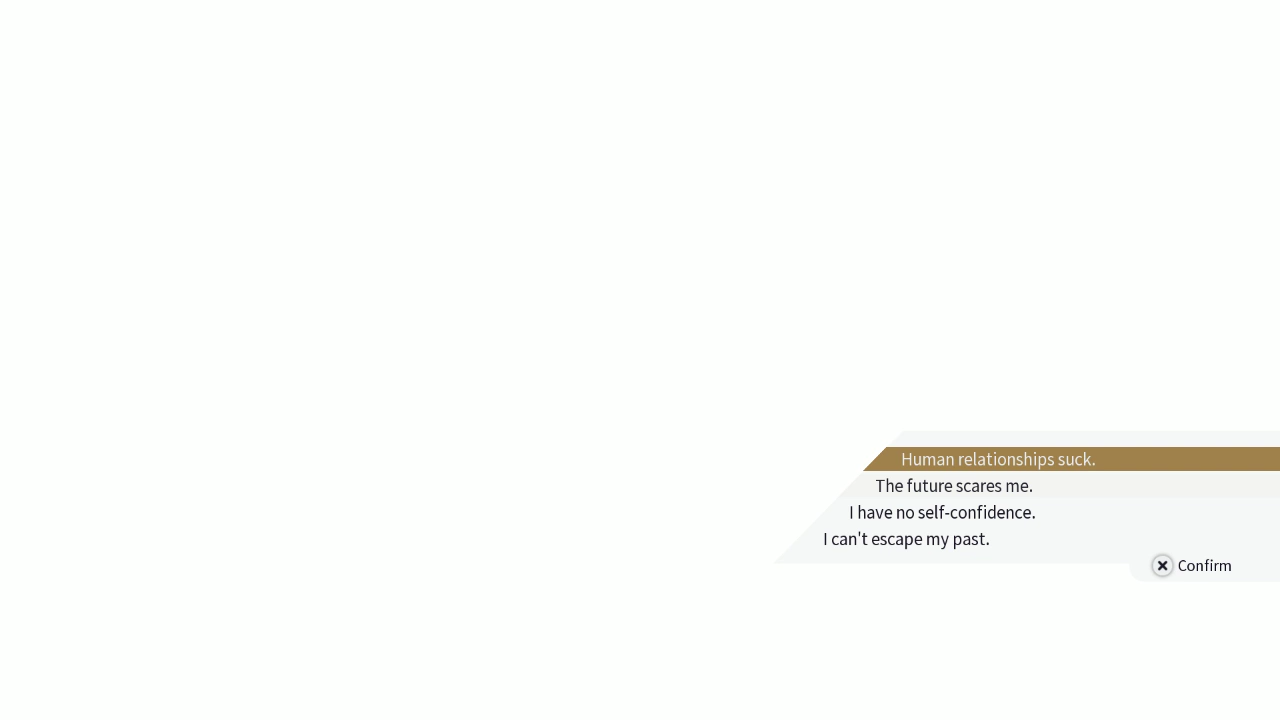 Human relationships suck.
The future scares me.
I have no self-confidence.
I can't escape my past.
Confirm